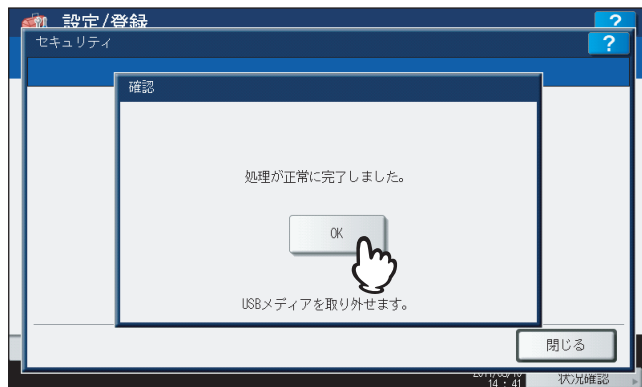 設定/登録
?
セキュリティ
?
確認
処理が正常に完了しました。
OK
USBメディアを取り外せます。
閉じる
14:41
状況確認